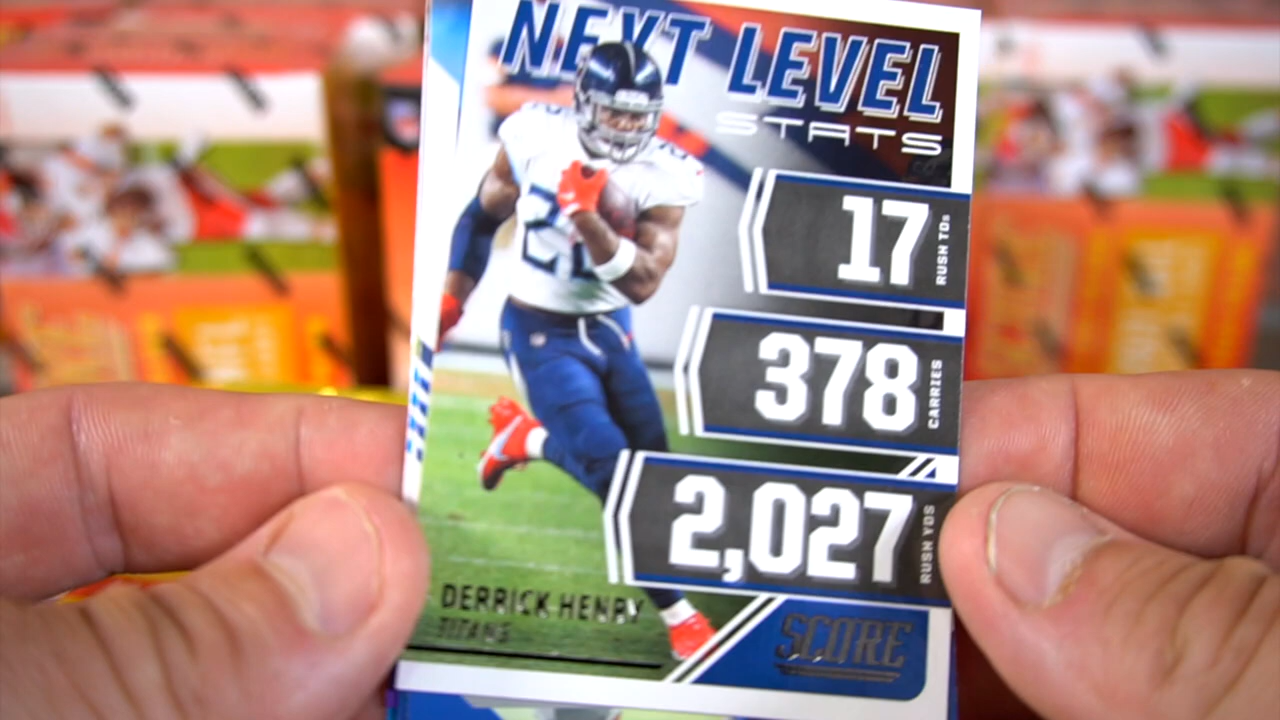 NEXT LEVEL
STATS
17
RUSH TDs
378
CARRIES
2,027
RUSH YDS
DERRICK HENRY
TITANS
SCORE